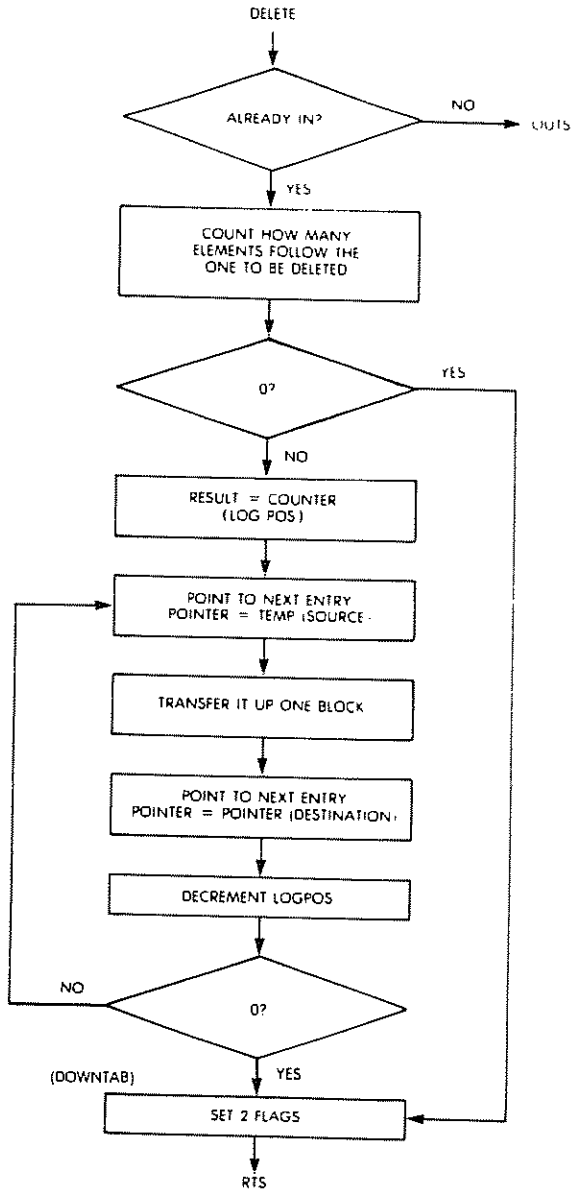 DELETE
ALREADY IN?
NO
OUTS
YES
COUNT HOW MANY
ELEMENTS FOLLOW THE
ONE TO BE DELETED
0?
YES
NO
RESULT = COUNTER
(LOG POS)
POINT TO NEXT ENTRY
POINTER = TEMP (SOURCE)
TRANSFER IT UP ONE BLOCK
POINT TO NEXT ENTRY
POINTER = POINTER (DESTINATION)
DECREMENT LOGPOS
NO
0?
YES
(DOWNTAB)
SET 2 FLAGS
RTS